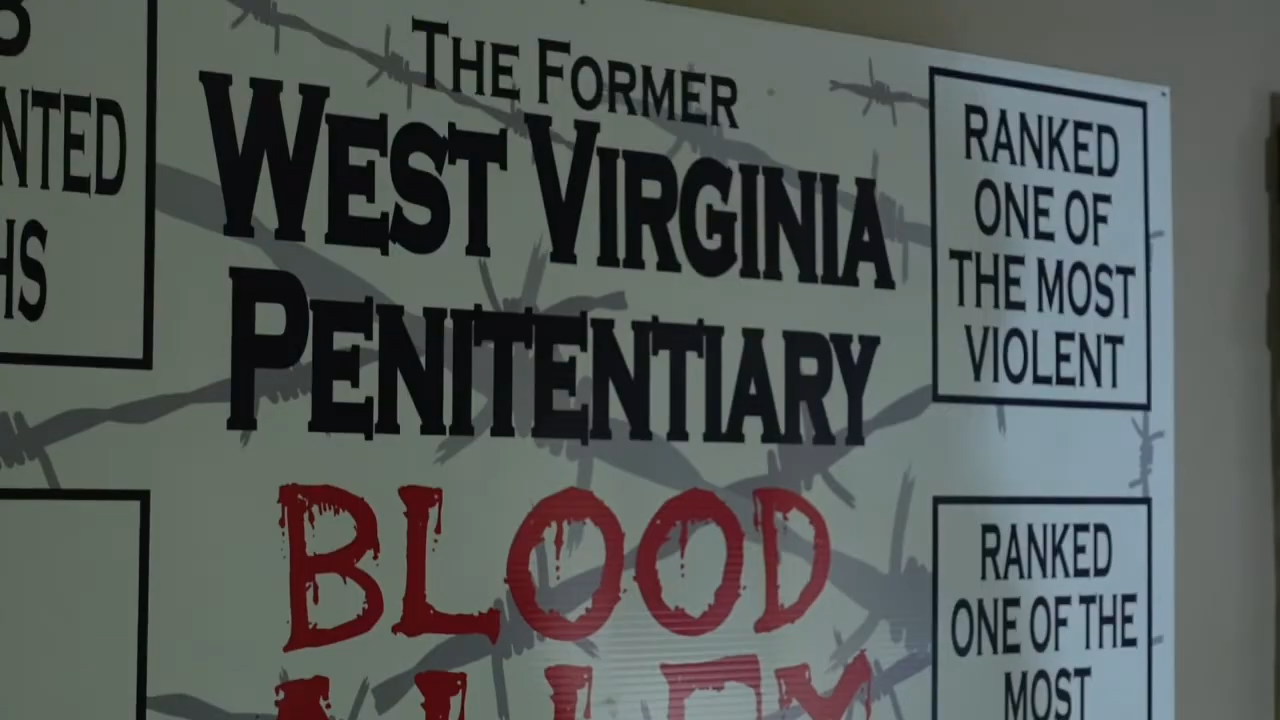 NTED
HS
THE FORMER
WEST VIRGINIA
PENITENTIARY
BLOOD
RANKED
ONE OF
THE MOST
VIOLENT
RANKED
ONE OF THE
MOST